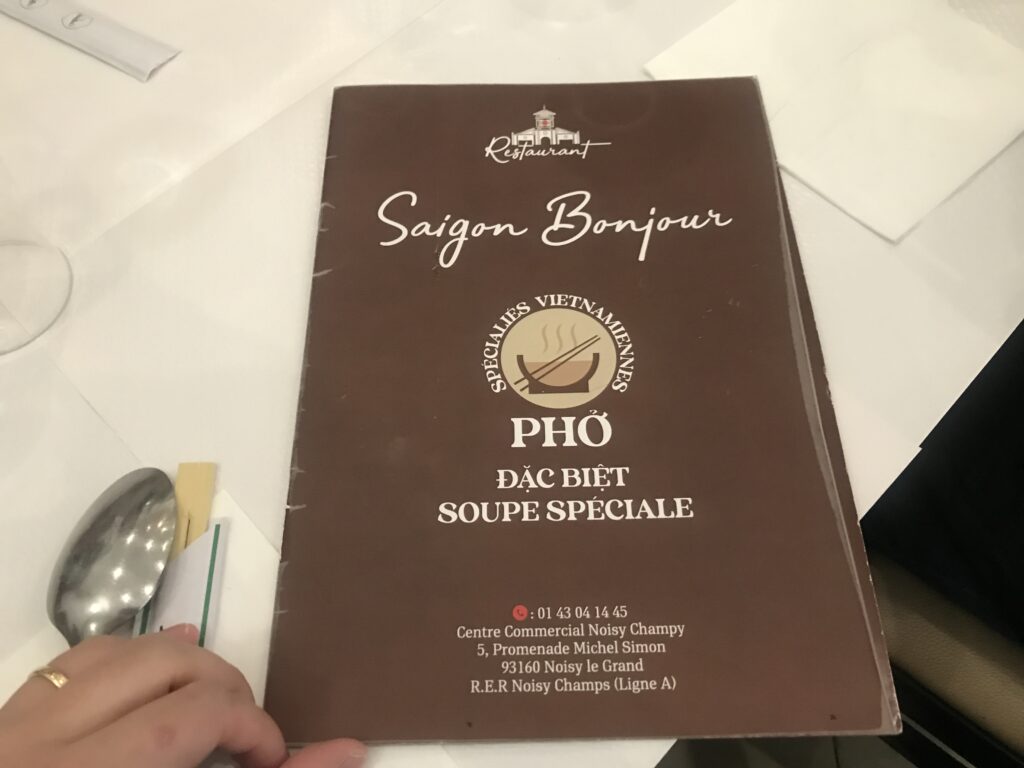 Restaurant
Saigon Bonjour
SPÉCIALIÉS VIETNAMIENNES
PHỞ
ĐẶC BIỆT
SOUPE SPÉCIALE
: 01 43 04 14 45
Centre Commercial Noisy Champy
5, Promenade Michel Simon
93160 Noisy le Grand
R.E.R Noisy Champs (Ligne A)